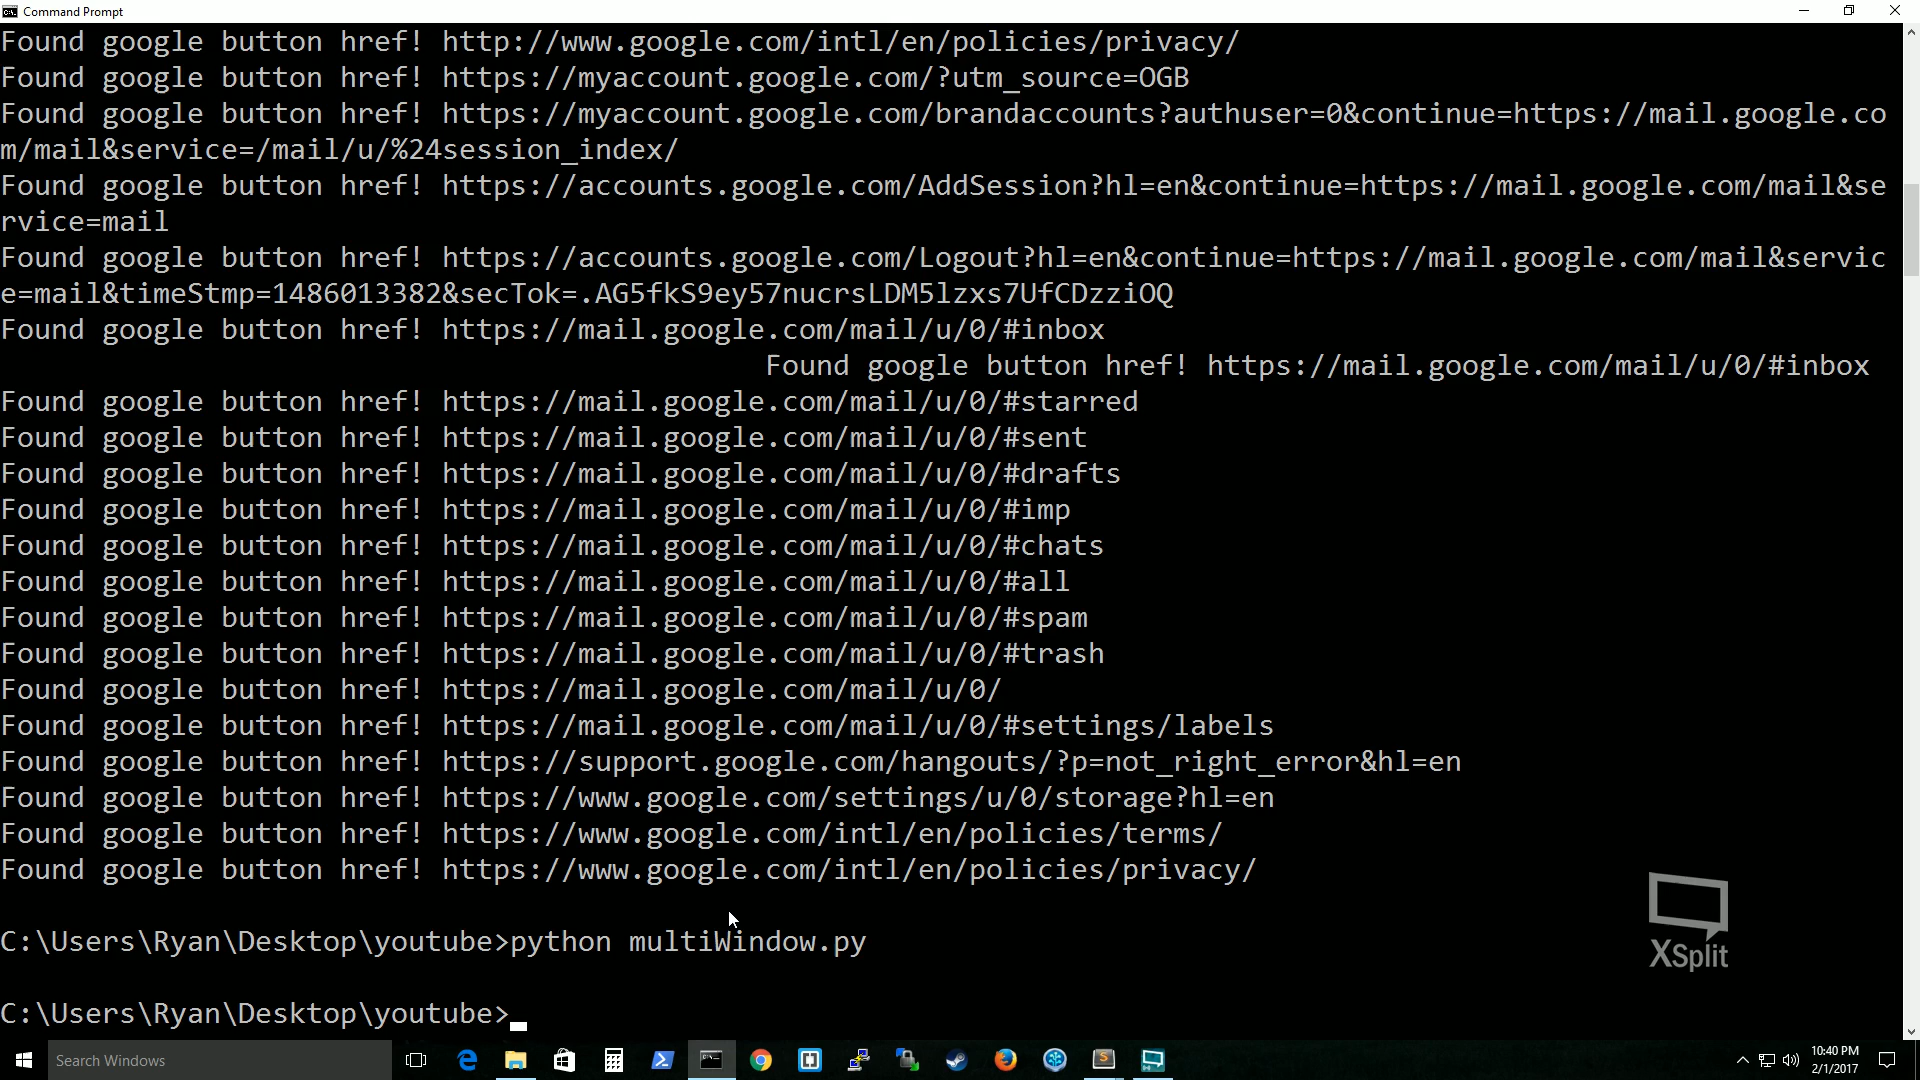 Command Prompt
Found google button href! http://www.google.com/intl/en/policies/privacy/
Found google button href! https://myaccount.google.com/?utm_source=OGB
Found google button href! https://myaccount.google.com/brandaccounts?authuser=0&continue=https://mail.google.co
m/mail&service=/mail/u/%24session_index/
Found google button href! https://accounts.google.com/AddSession?hl=en&continue=https://mail.google.com/mail&se
rvice=mail
Found google button href! https://accounts.google.com/Logout?hl=en&continue=https://mail.google.com/mail&servic
e=mail&timeStmp=1486013382&secTok=.AG5fkS9ey57nucrsLDM5lzxs7UfCDzziOQ
Found google button href! https://mail.google.com/mail/u/0/#inbox
Found google button href! https://mail.google.com/mail/u/0/#inbox
Found google button href! https://mail.google.com/mail/u/0/#starred
Found google button href! https://mail.google.com/mail/u/0/#sent
Found google button href! https://mail.google.com/mail/u/0/#drafts
Found google button href! https://mail.google.com/mail/u/0/#imp
Found google button href! https://mail.google.com/mail/u/0/#chats
Found google button href! https://mail.google.com/mail/u/0/#all
Found google button href! https://mail.google.com/mail/u/0/#spam
Found google button href! https://mail.google.com/mail/u/0/#trash
Found google button href! https://mail.google.com/mail/u/0/
Found google button href! https://mail.google.com/mail/u/0/#settings/labels
Found google button href! https://support.google.com/hangouts/?p=not_right_error&hl=en
Found google button href! https://www.google.com/settings/u/0/storage?hl=en
Found google button href! https://www.google.com/intl/en/policies/terms/
Found google button href! https://www.google.com/intl/en/policies/privacy/
C:\Users\Ryan\Desktop\youtube>python multiWindow.py
XSplit
C:\Users\Ryan\Desktop\youtube>
Search Windows
10:40 PM
2/1/2017